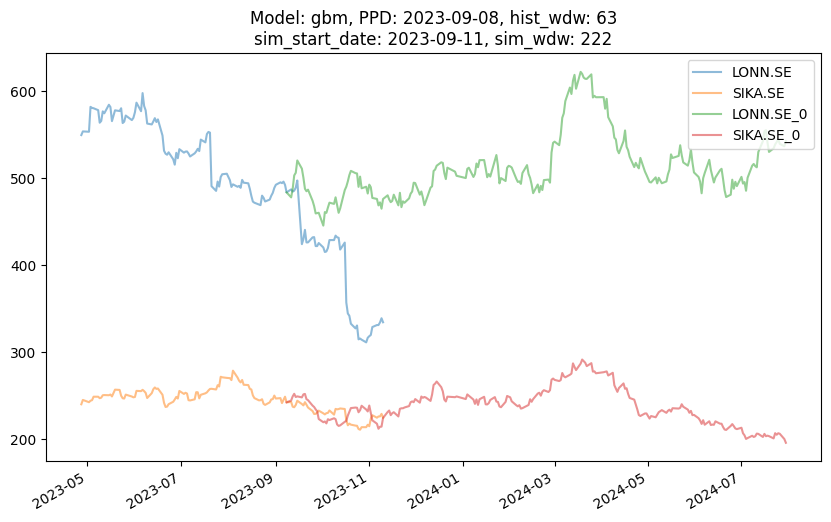 Model: gbm, PPD: 2023-09-08, hist_wdw: 63
sim_start_date: 2023-09-11, sim_wdw: 222
LONN.SE
SIKA.SE
LONN.SE_0
SIKA.SE_0
600
500
400
300
200
2023-05
2023-07
2023-09
2023-11
2024-01
2024-03
2024-05
2024-07